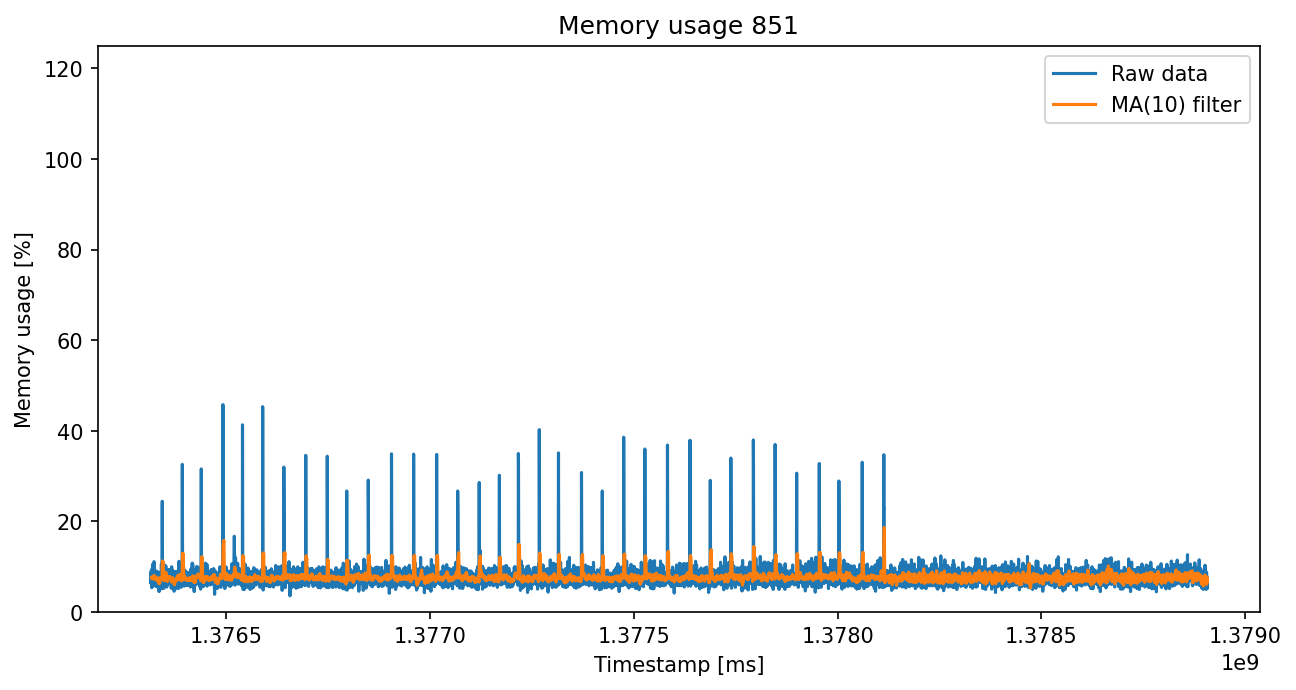 Memory usage 851
Raw data
MA(10) filter
Memory usage [%]
120
100
80
60
40
20
0
1.3765 1.3770 1.3775 1.3780 1.3785 1.3790
1e9
Timestamp [ms]